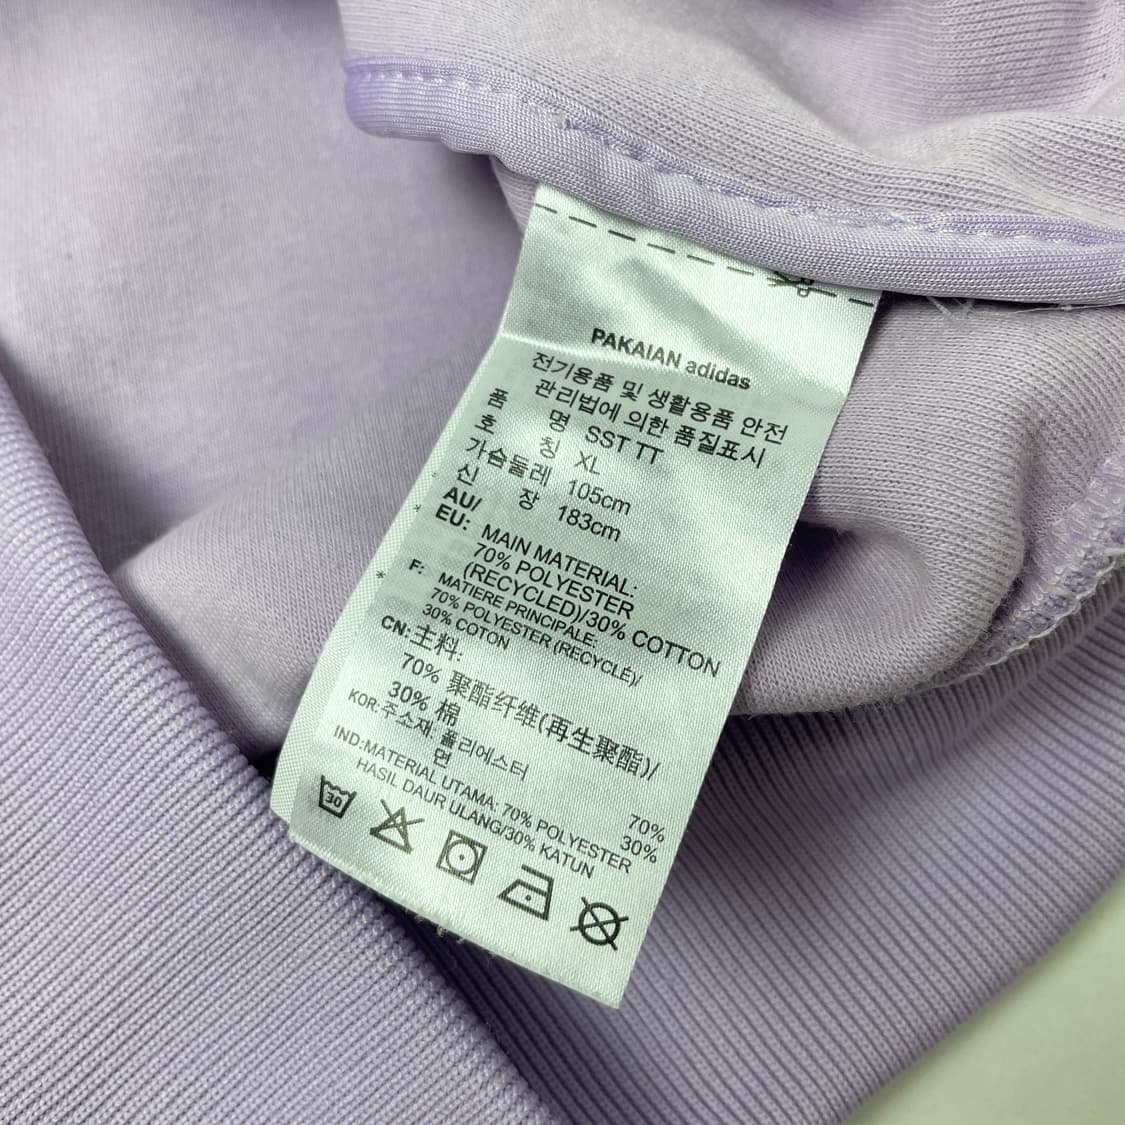 PAKAIAN adidas
전기용품 및 생활용품 안전
관리법에 의한 품질표시
품 명 SST TT
호 칭 XL
가슴둘레 105cm
신 장 183cm
AU/
EU: MAIN MATERIAL:
70% POLYESTER
(RECYCLED)/30% COTTON
F: MATIERE PRINCIPALE:
70% POLYESTER (RECYCLÉ)/
30% COTON
CN: 主料:
70% 聚酯纤维(再生聚酯)/
30% 棉
KOR: 주소재: 폴리에스터 70%
면 30%
IND: MATERIAL UTAMA: 70% POLYESTER
HASIL DAUR ULANG/30% KATUN
30